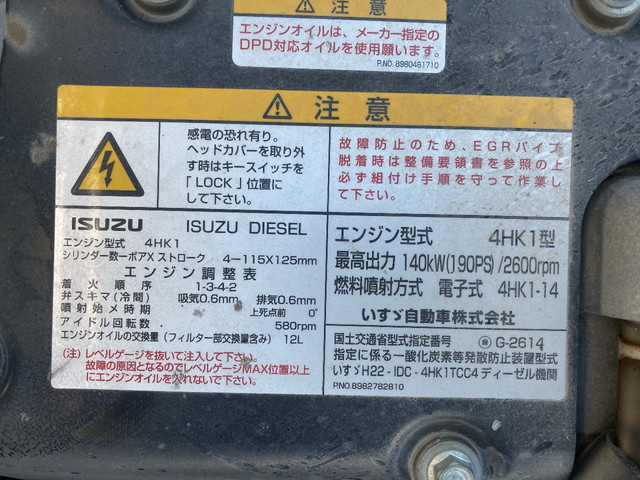 注意
エンジンオイルは、メーカー指定の
DPD対応オイルを使用願います。
P.NO. 8980461710
注意
感電の恐れ有り。
ヘッドカバーを取り外
す時はキースイッチを
「LOCK」位置に
して下さい。
故障防止のため、EGRパイプ
脱着時は整備要領書を参照の上
必ず組付け手順を守って作業し
て下さい。
ISUZU ISUZU DIESEL
エンジン型式 4HK1
シリンダー数ーボアXストローク 4ー115X125mm
エンジン調整表
着火順序 1-3-4-2
弁スキマ(冷間) 吸気0.6mm 排気0.6mm
噴射始メ時期 上死点前 0°
アイドル回転数 580rpm
エンジンオイルの交換量(フィルター部交換量含み) 12L
(注)レベルゲージを抜いて注入して下さい。
故障の原因となるのでレベルゲージMAX位置以上
にエンジンオイルを入れないで下さい。
エンジン型式 4HK1型
最高出力 140kW(190PS)/2600rpm
燃料噴射方式 電子式 4HK1-14
いすゞ自動車株式会社
国土交通省型式指定番号 G-2614
指定に係る一酸化炭素等発散防止装置型式
いすゞH22-IDC-4HK1TCC4ディーゼル機関
P.NO.8982782810